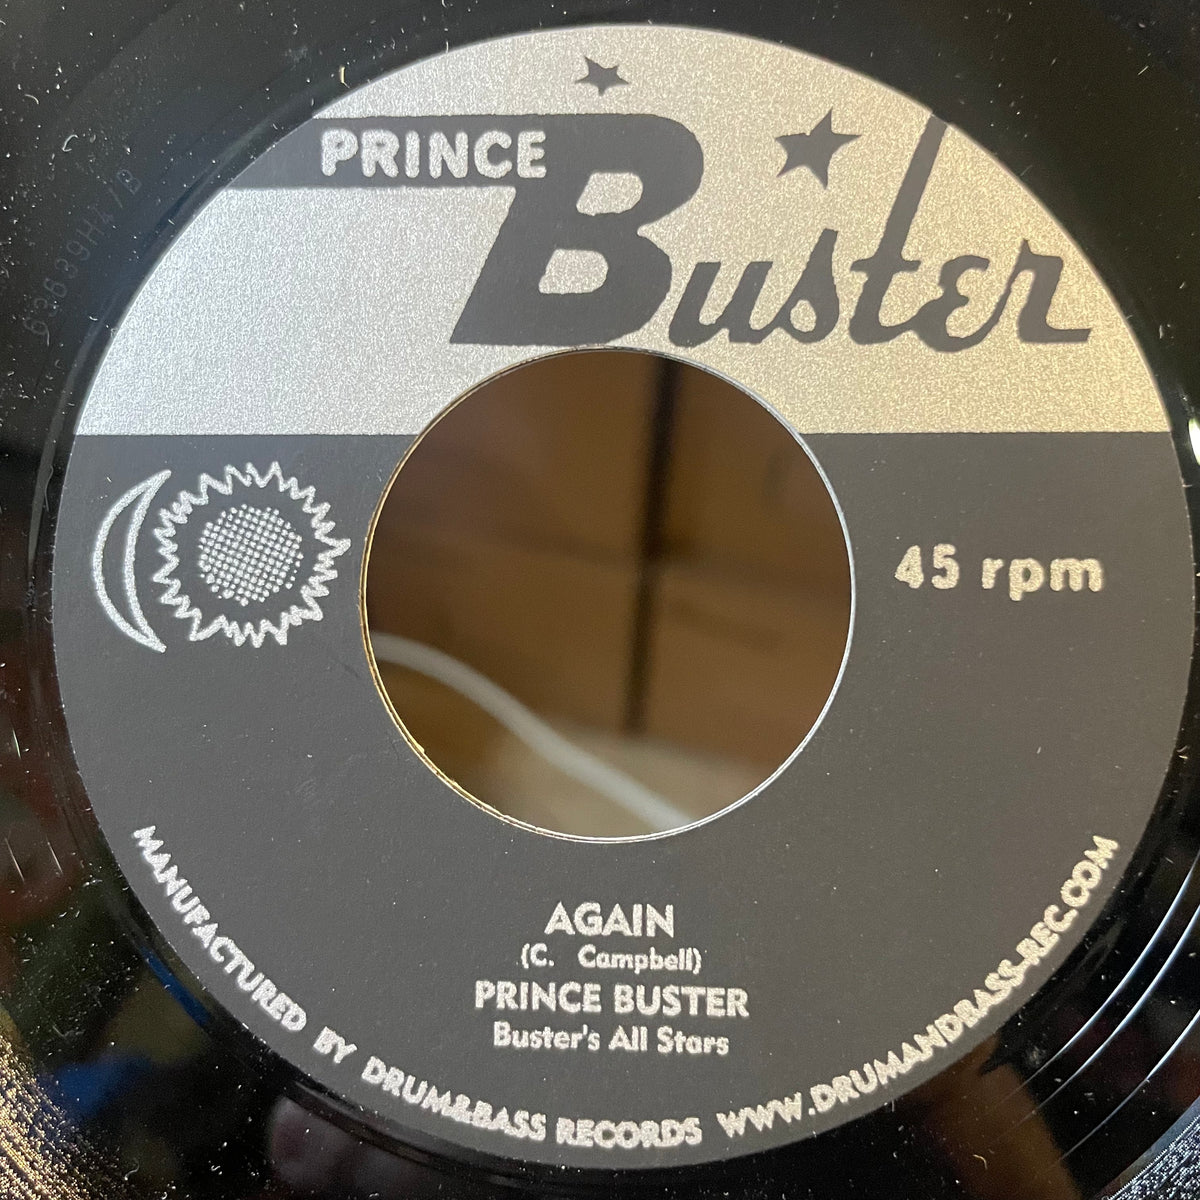 PRINCE
Buster
45 rpm
AGAIN
(C. Campbell)
PRINCE BUSTER
Buster's All Stars
MANUFACTURED BY DRUM&BASS RECORDS WWW.DRUMANDBASS-REC.COM
63689H4/B